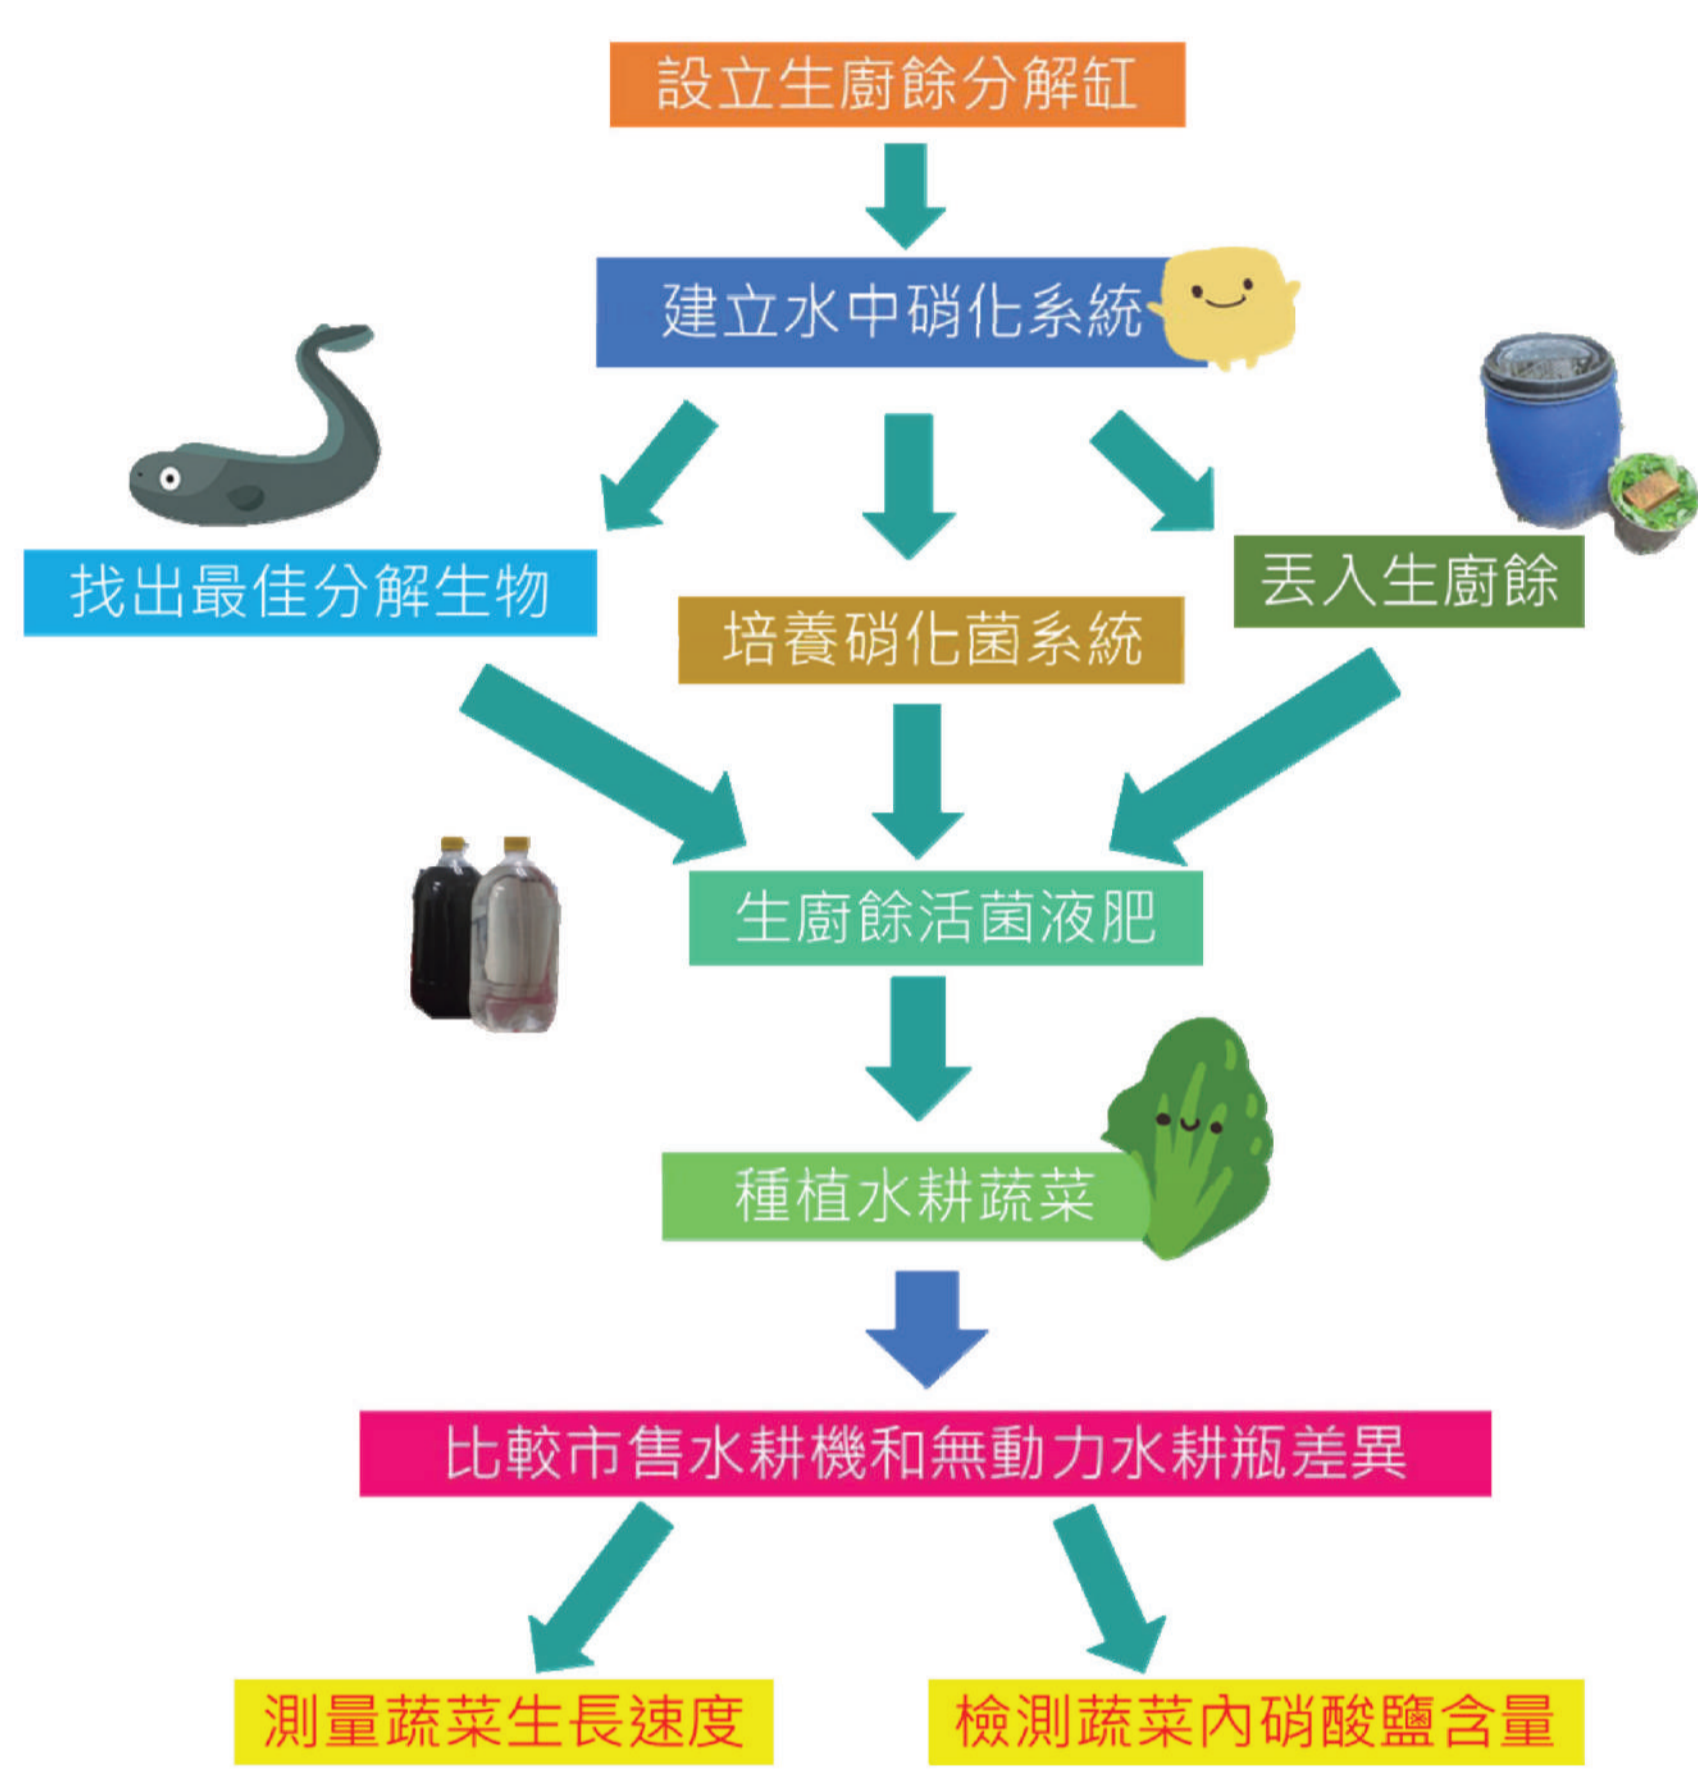 設立生廚餘分解缸
建立水中硝化系統
找出最佳分解生物
培養硝化菌系統
丟入生廚餘
生廚餘活菌液肥
種植水耕蔬菜
比較市售水耕機和無動力水耕瓶差異
測量蔬菜生長速度
檢測蔬菜內硝酸鹽含量